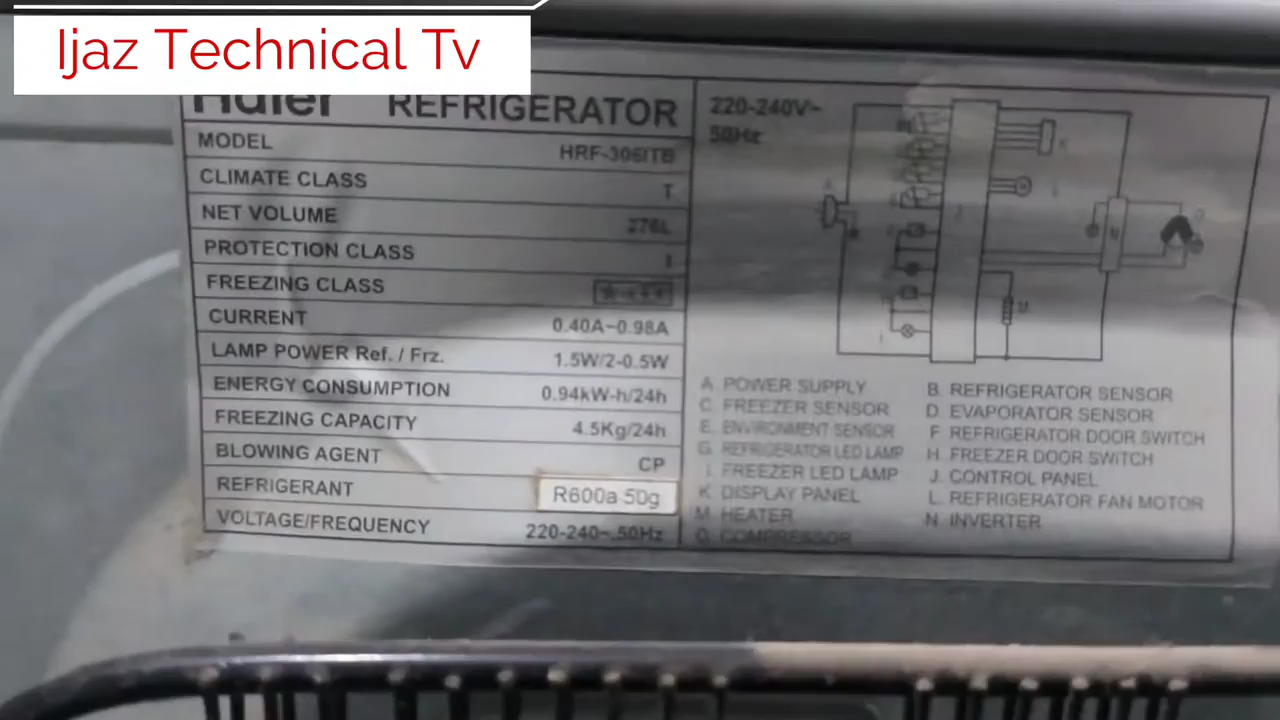 Ijaz Technical Tv
Haier REFRIGERATOR
MODEL HRF-306ITB
CLIMATE CLASS T
NET VOLUME 276L
PROTECTION CLASS I
FREEZING CLASS
CURRENT 0.40A~0.98A
LAMP POWER Ref. / Frz. 1.5W/2-0.5W
ENERGY CONSUMPTION 0.94kW-h/24h
FREEZING CAPACITY 4.5Kg/24h
BLOWING AGENT CP
REFRIGERANT R600a 50g
VOLTAGE/FREQUENCY 220-240~.50Hz
220-240V~
50Hz
A. POWER SUPPLY B. REFRIGERATOR SENSOR
C. FREEZER SENSOR D. EVAPORATOR SENSOR
E. ENVIRONMENT SENSOR F REFRIGERATOR DOOR SWITCH
G. REFRIGERATOR LED LAMP H. FREEZER DOOR SWITCH
I. FREEZER LED LAMP J. CONTROL PANEL
K. DISPLAY PANEL L. REFRIGERATOR FAN MOTOR
M HEATER N INVERTER
O. COMPRESSOR